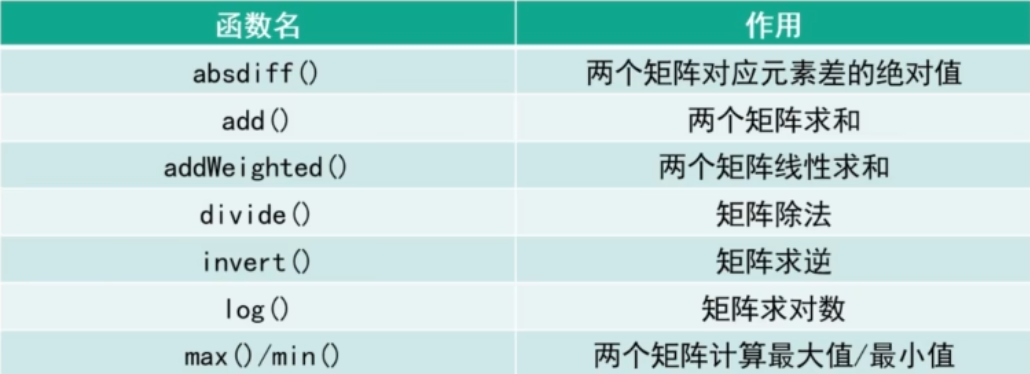 函数名 作用
absdiff() 两个矩阵对应元素差的绝对值
add() 两个矩阵求和
addWeighted() 两个矩阵线性求和
divide() 矩阵除法
invert() 矩阵求逆
log() 矩阵求对数
max()/min() 两个矩阵计算最大值/最小值